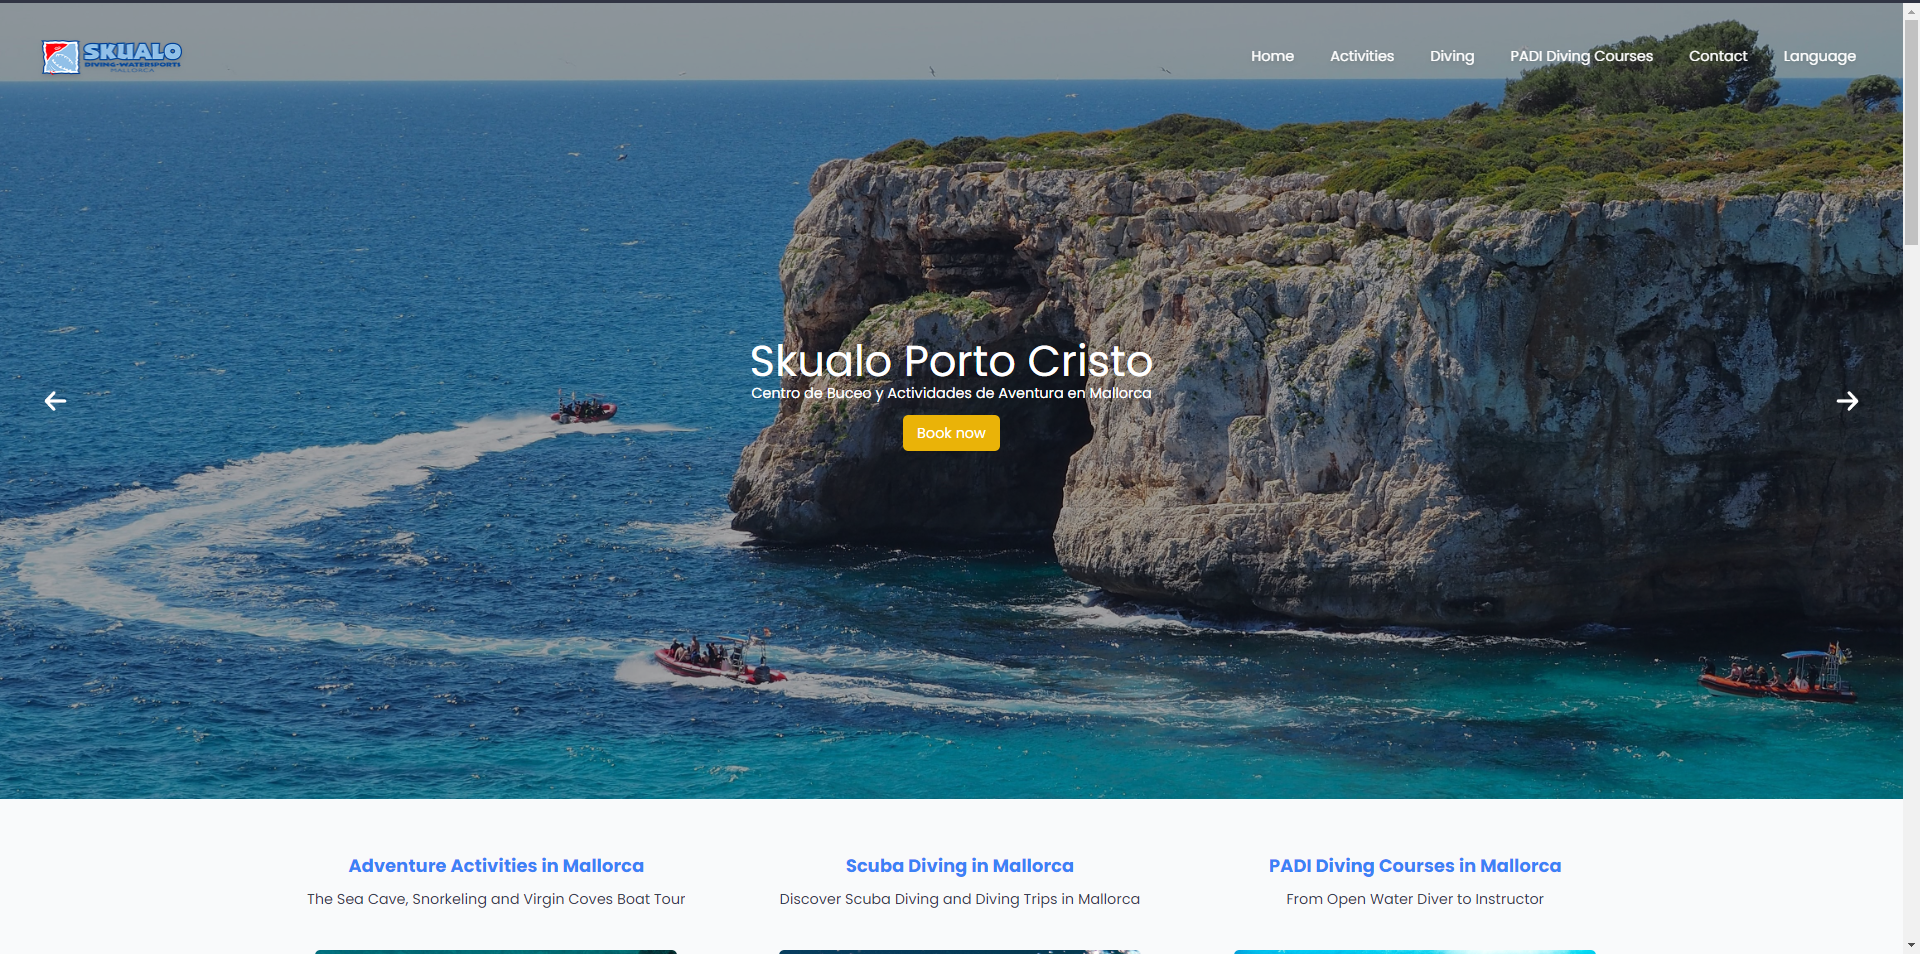 SKUALO
DIVING-WATERSPORTS
MALLORCA
Home
Activities
Diving
PADI Diving Courses
Contact
Language
Skualo Porto Cristo
Centro de Buceo y Actividades de Aventura en Mallorca
Book now
Adventure Activities in Mallorca
The Sea Cave, Snorkeling and Virgin Coves Boat Tour
Scuba Diving in Mallorca
Discover Scuba Diving and Diving Trips in Mallorca
PADI Diving Courses in Mallorca
From Open Water Diver to Instructor